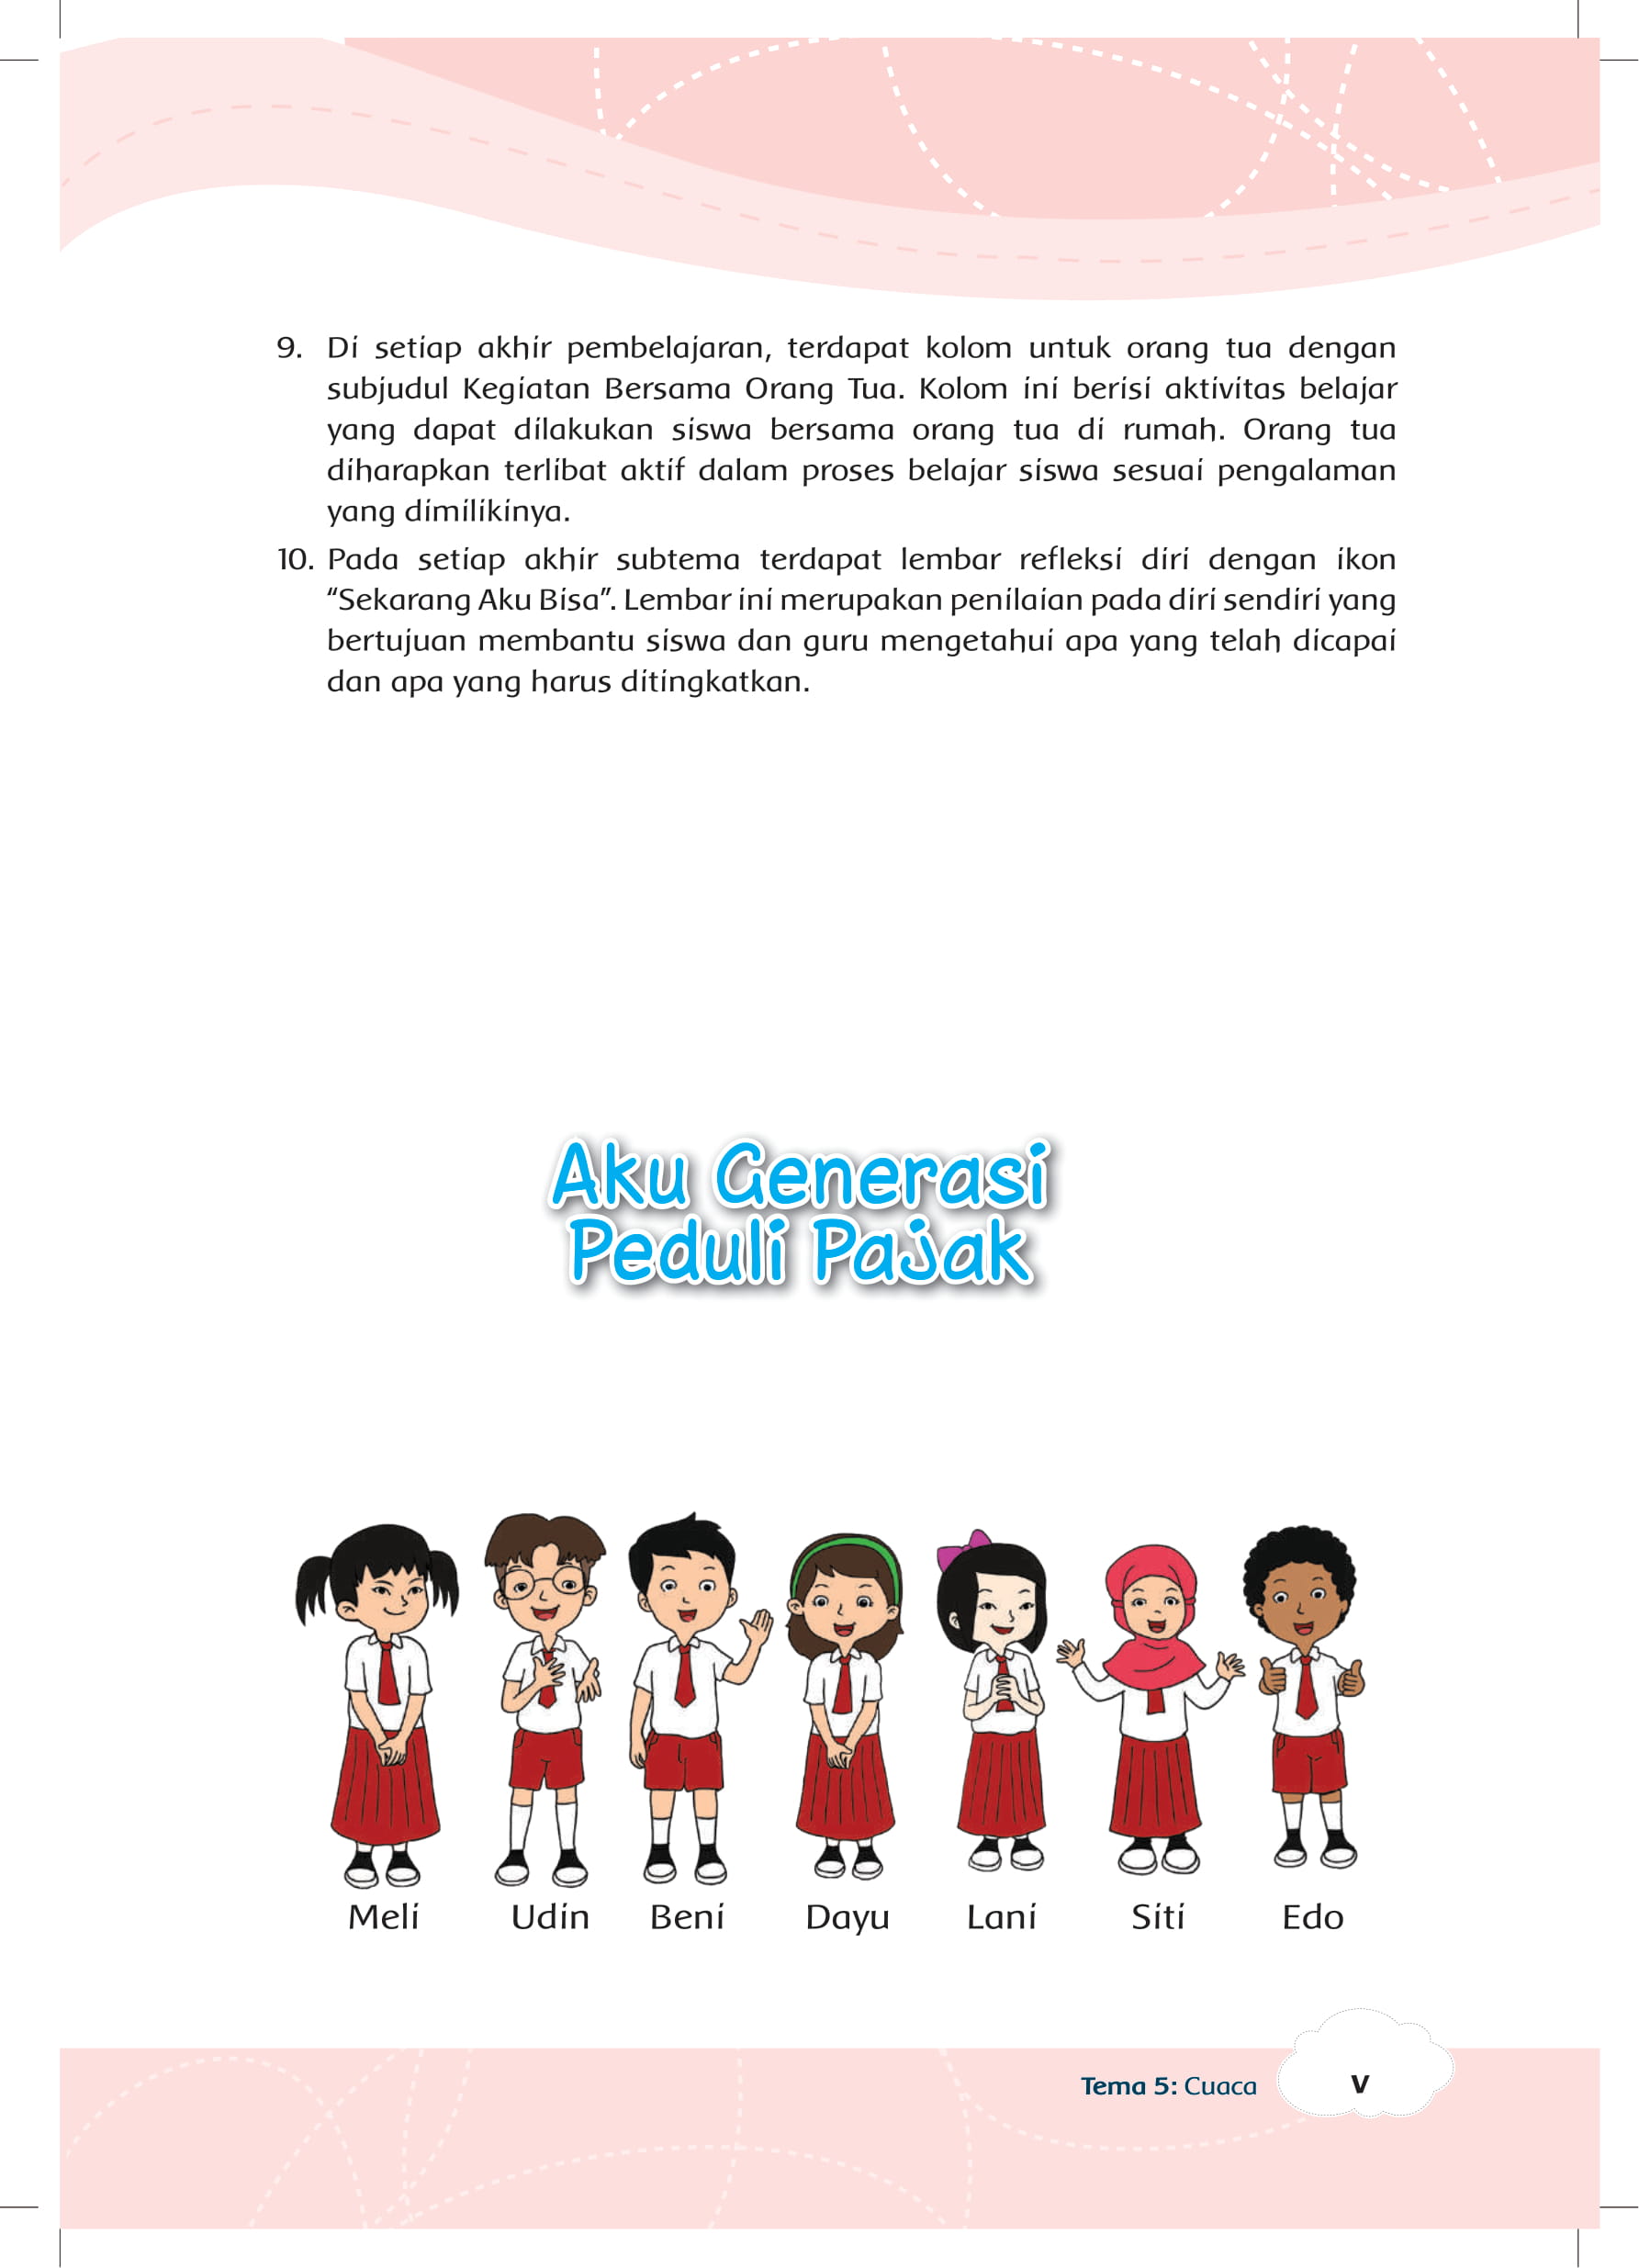 9. Di setiap akhir pembelajaran, terdapat kolom untuk orang tua dengan
subjudul Kegiatan Bersama Orang Tua. Kolom ini berisi aktivitas belajar
yang dapat dilakukan siswa bersama orang tua di rumah. Orang tua
diharapkan terlibat aktif dalam proses belajar siswa sesuai pengalaman
yang dimilikinya.
10. Pada setiap akhir subtema terdapat lembar refleksi diri dengan ikon
“Sekarang Aku Bisa”. Lembar ini merupakan penilaian pada diri sendiri yang
bertujuan membantu siswa dan guru mengetahui apa yang telah dicapai
dan apa yang harus ditingkatkan.
Aku Generasi
Peduli Pajak
Meli Udin Beni Dayu Lani Siti Edo
Tema 5: Cuaca v